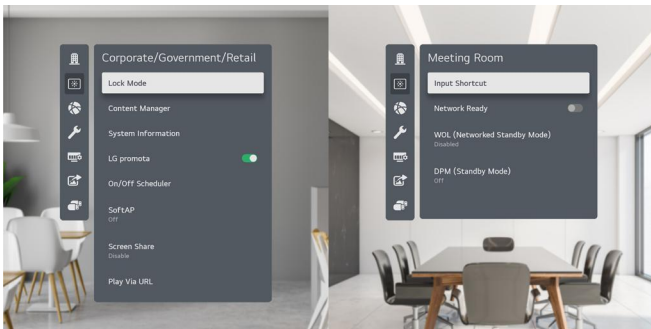 Corporate/Government/Retail
Lock Mode
Content Manager
System Information
LG promota
On/Off Scheduler
SoftAP
Off
Screen Share
Disable
Play Via URL
Meeting Room
Input Shortcut
Network Ready
WOL (Networked Standby Mode)
Disabled
DPM (Standby Mode)
Off